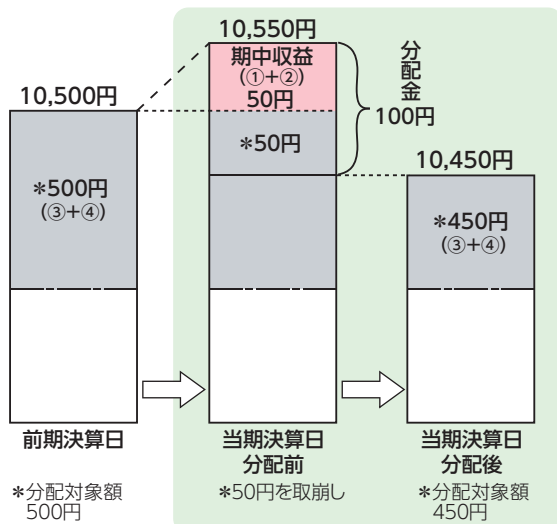 10,550円
期中収益
(①+②)
50円
分配金
100円
10,500円
*50円
10,450円
*500円
(③+④)
*450円
(③+④)
前期決算日
当期決算日
分配前
当期決算日
分配後
*分配対象額
500円
*50円を取崩し
*分配対象額
450円